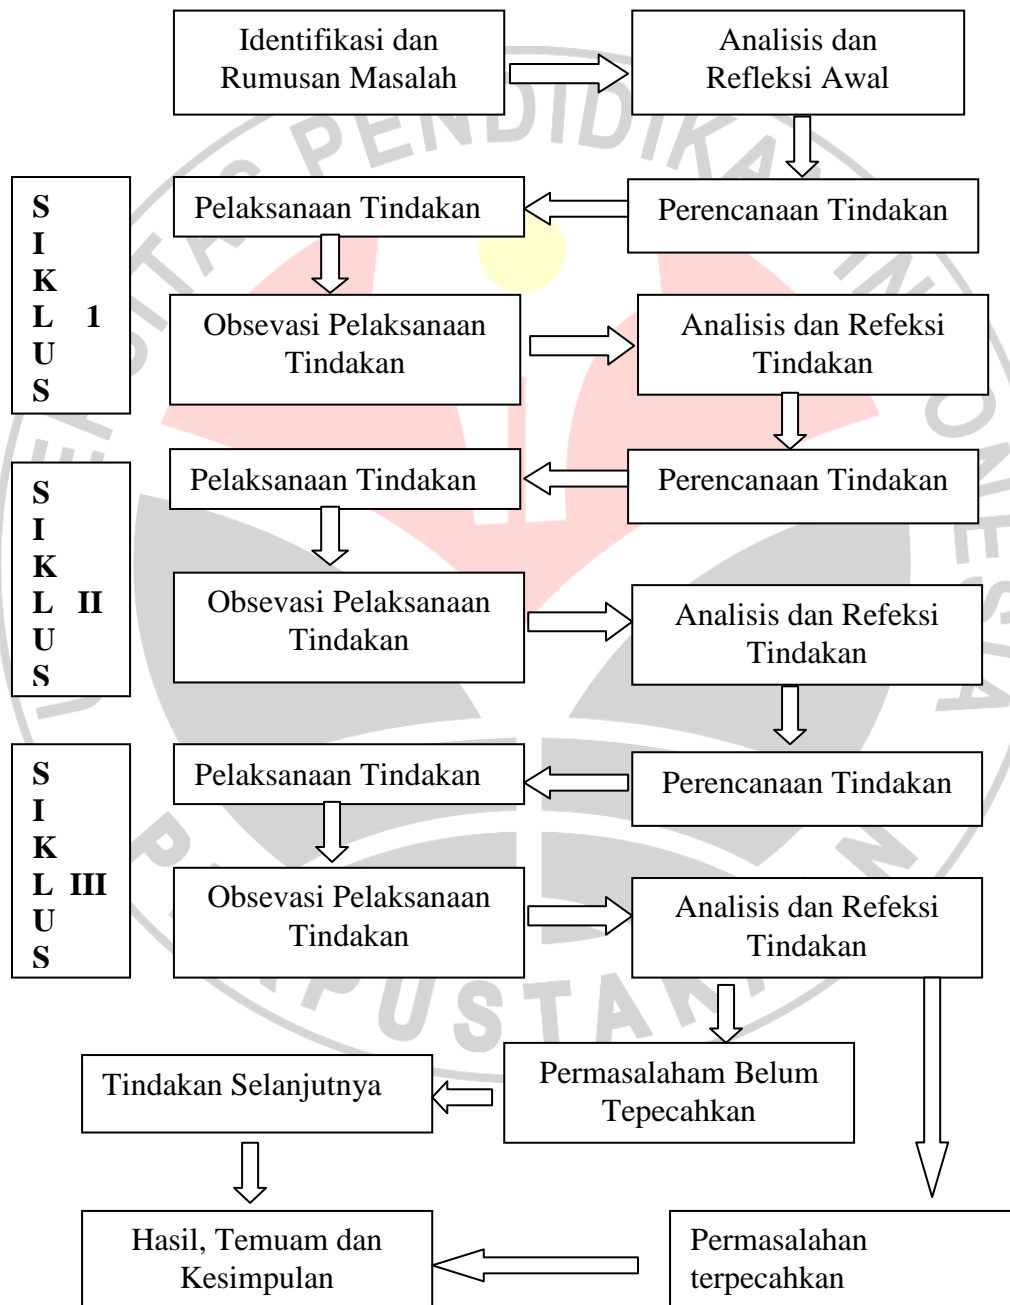 Identifikasi dan
Rumusan Masalah
Analisis dan
Refleksi Awal
S
I
K
L 1
U
S
Pelaksanaan Tindakan
Perencanaan Tindakan
Obsevasi Pelaksanaan
Tindakan
Analisis dan Refeksi
Tindakan
S
I
K
L II
U
S
Pelaksanaan Tindakan
Perencanaan Tindakan
Obsevasi Pelaksanaan
Tindakan
Analisis dan Refeksi
Tindakan
S
I
K
L III
U
S
Pelaksanaan Tindakan
Perencanaan Tindakan
Obsevasi Pelaksanaan
Tindakan
Analisis dan Refeksi
Tindakan
Tindakan Selanjutnya
Permasalaham Belum
Tepecahkan
Hasil, Temuam dan
Kesimpulan
Permasalahan
terpecahkan